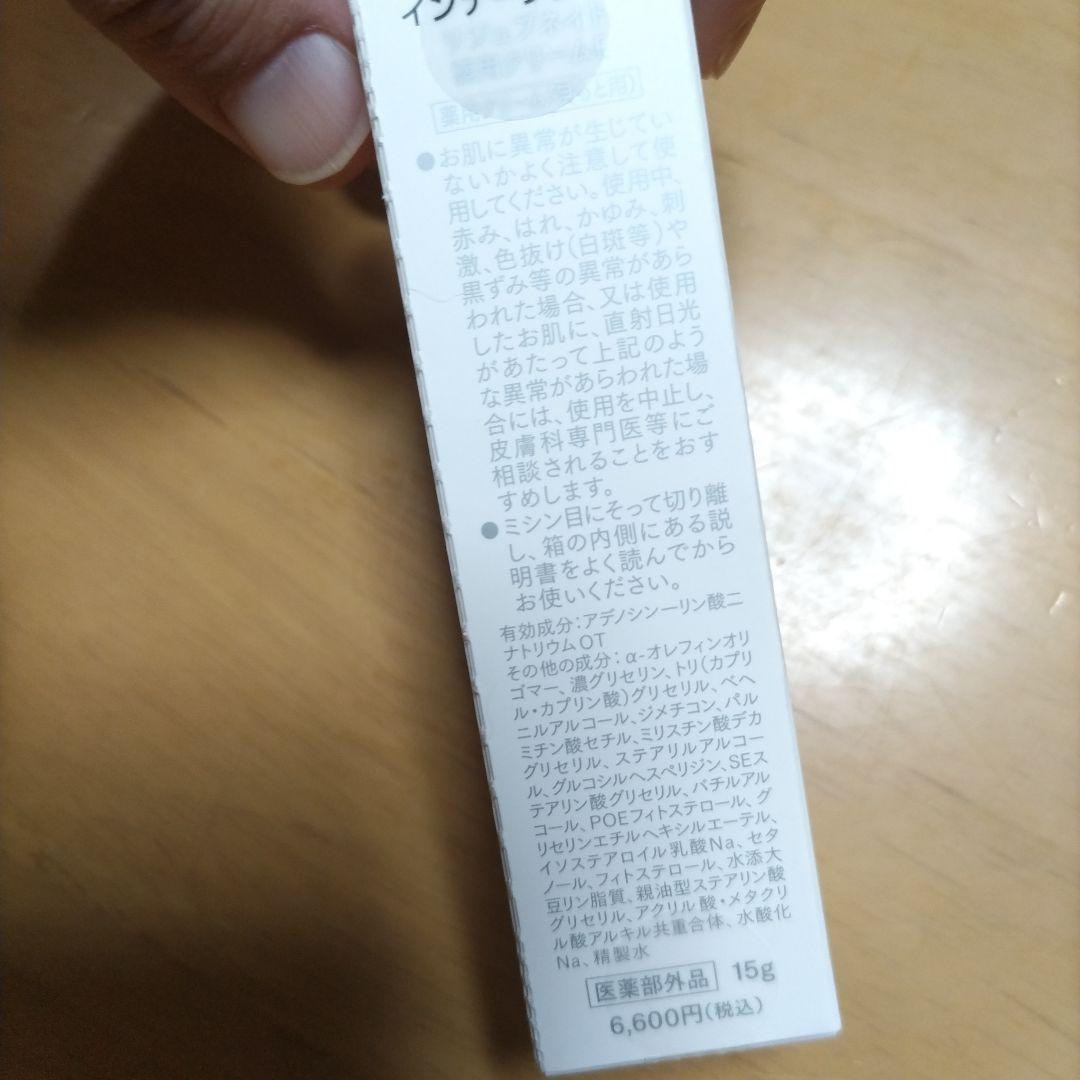 薬用
用)
●お肌に異常が生じてい
ないかよく注意して使
用してください。使用中、
赤み、はれ、かゆみ、刺
激、色抜け(白斑等)や
黒ずみ等の異常があら
われた場合、又は使用
したお肌に、直射日光
があたって上記のよう
な異常があらわれた場
合には、使用を中止し、
皮膚科専門医等にご
相談されることをおす
すめします。
●ミシン目にそって切り離
し、箱の内側にある説
明書をよく読んでから
お使いください。
有効成分:アデノシン一リン酸二
ナトリウムOT
その他の成分:α-オレフィンオリ
ゴマー、濃グリセリン、トリ(カプリ
ル・カプリン酸)グリセリル、ベヘ
ニルアルコール、ジメチコン、パル
ミチン酸セチル、ミリスチン酸デカ
グリセリル、ステアリルアルコー
ル、グルコシルヘスペリジン、SEス
テアリン酸グリセリル、バチルアル
コール、POEフィトステロール、グ
リセリンエチルヘキシルエーテル、
イソステアロイル乳酸Na、セタ
ノール、フィトステロール、水添大
豆リン脂質、親油型ステアリン酸
グリセリル、アクリル酸・メタクリ
ル酸アルキル共重合体、水酸化
Na、精製水
医薬部外品 15g
6,600円(税込)